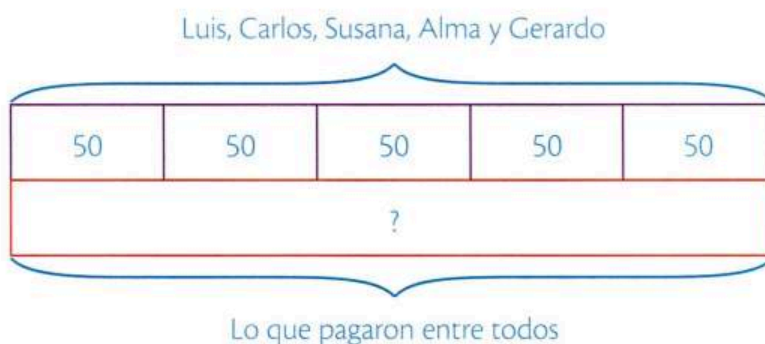 Luis, Carlos, Susana, Alma y Gerardo
50 50 50 50 50
?
Lo que pagaron entre todos